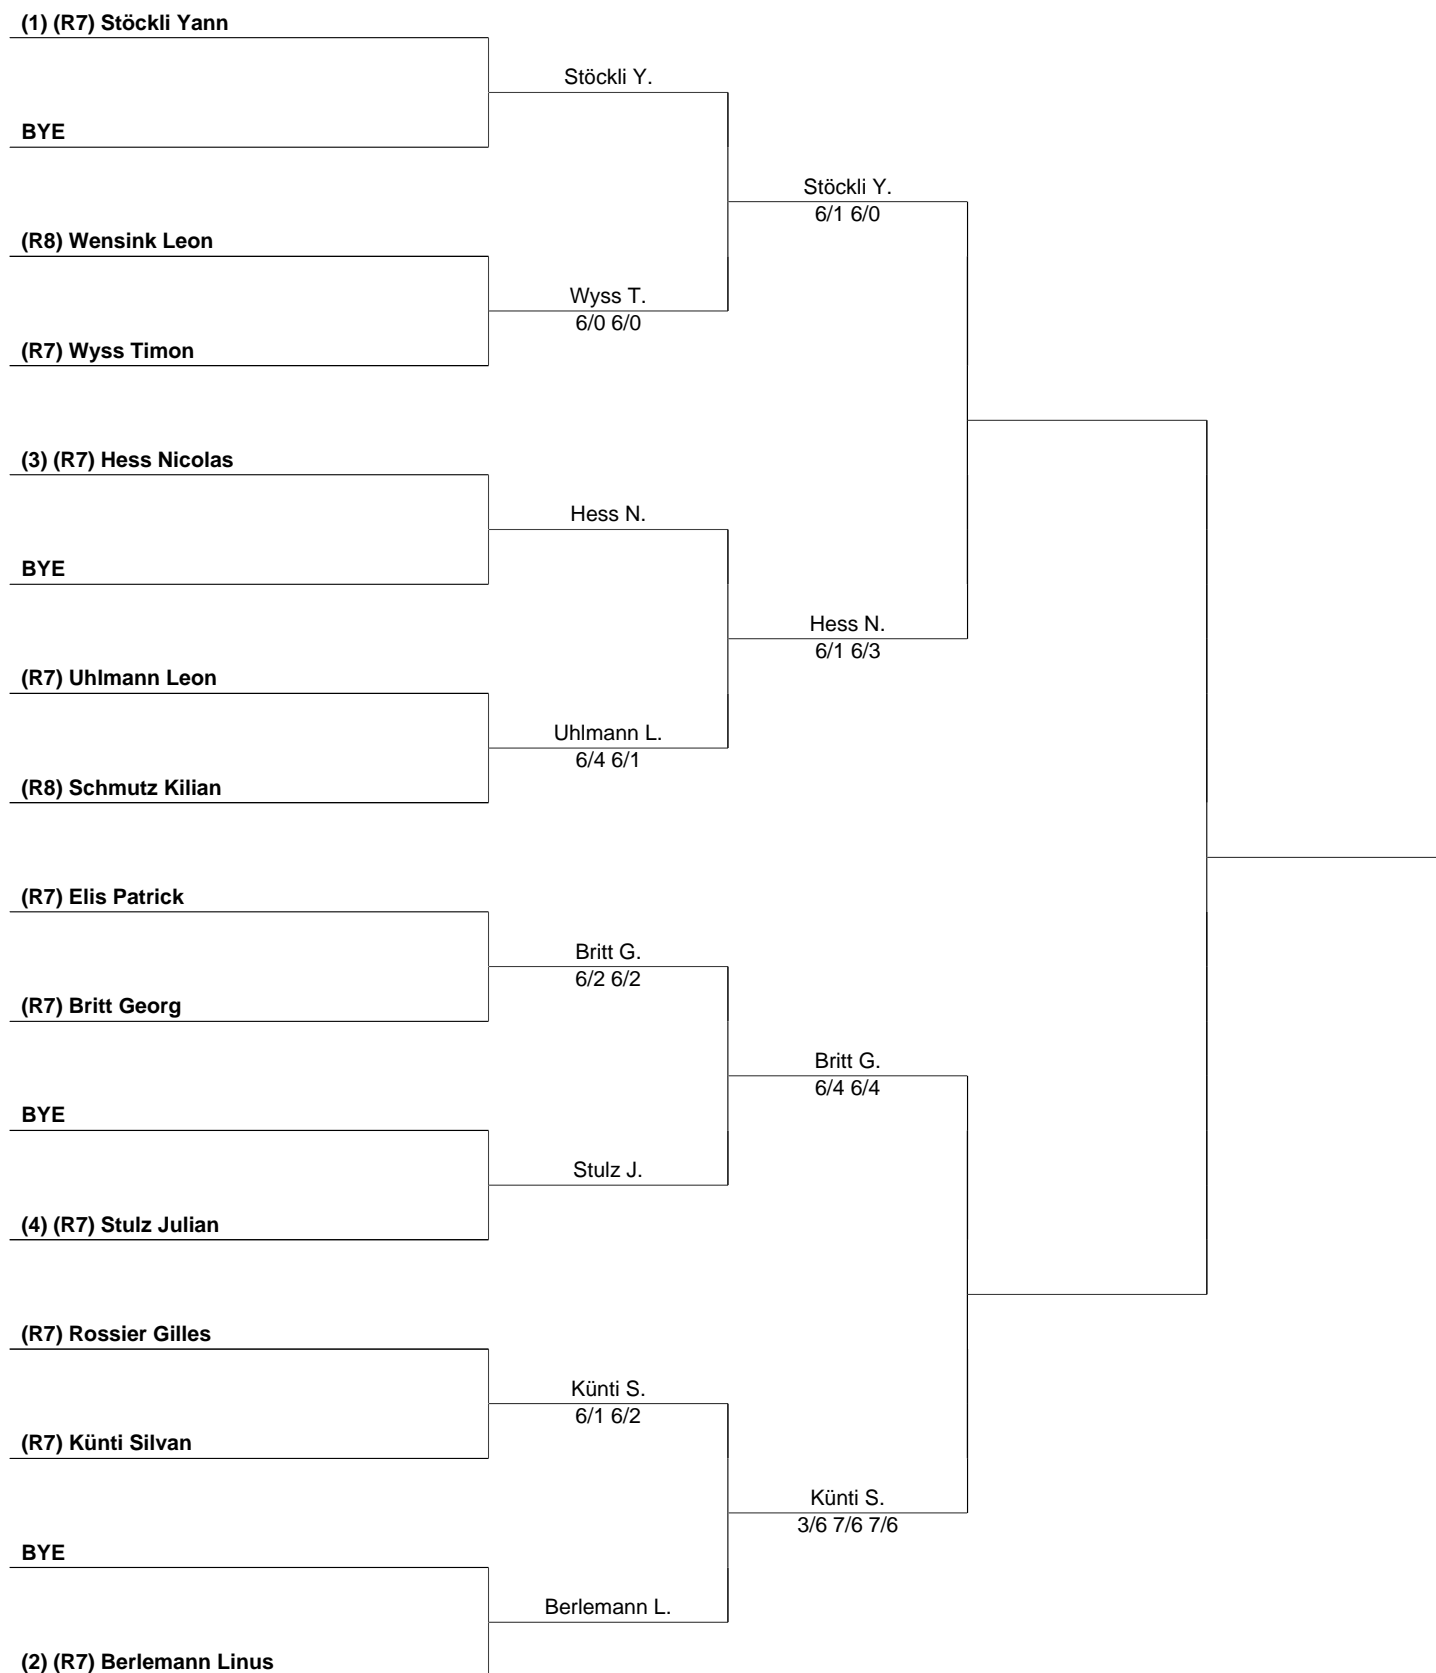 (1) (R7) Stöckli Yann
Stöckli Y.
BYE
Stöckli Y.
6/1 6/0
(R8) Wensink Leon
Wyss T.
6/0 6/0
(R7) Wyss Timon
(3) (R7) Hess Nicolas
Hess N.
BYE
Hess N.
6/1 6/3
(R7) Uhlmann Leon
Uhlmann L.
6/4 6/1
(R8) Schmutz Kilian
(R7) Elis Patrick
Britt G.
6/2 6/2
(R7) Britt Georg
Britt G.
6/4 6/4
BYE
Stulz J.
(4) (R7) Stulz Julian
(R7) Rossier Gilles
Künti S.
6/1 6/2
(R7) Künti Silvan
Künti S.
3/6 7/6 7/6
BYE
Berlemann L.
(2) (R7) Berlemann Linus